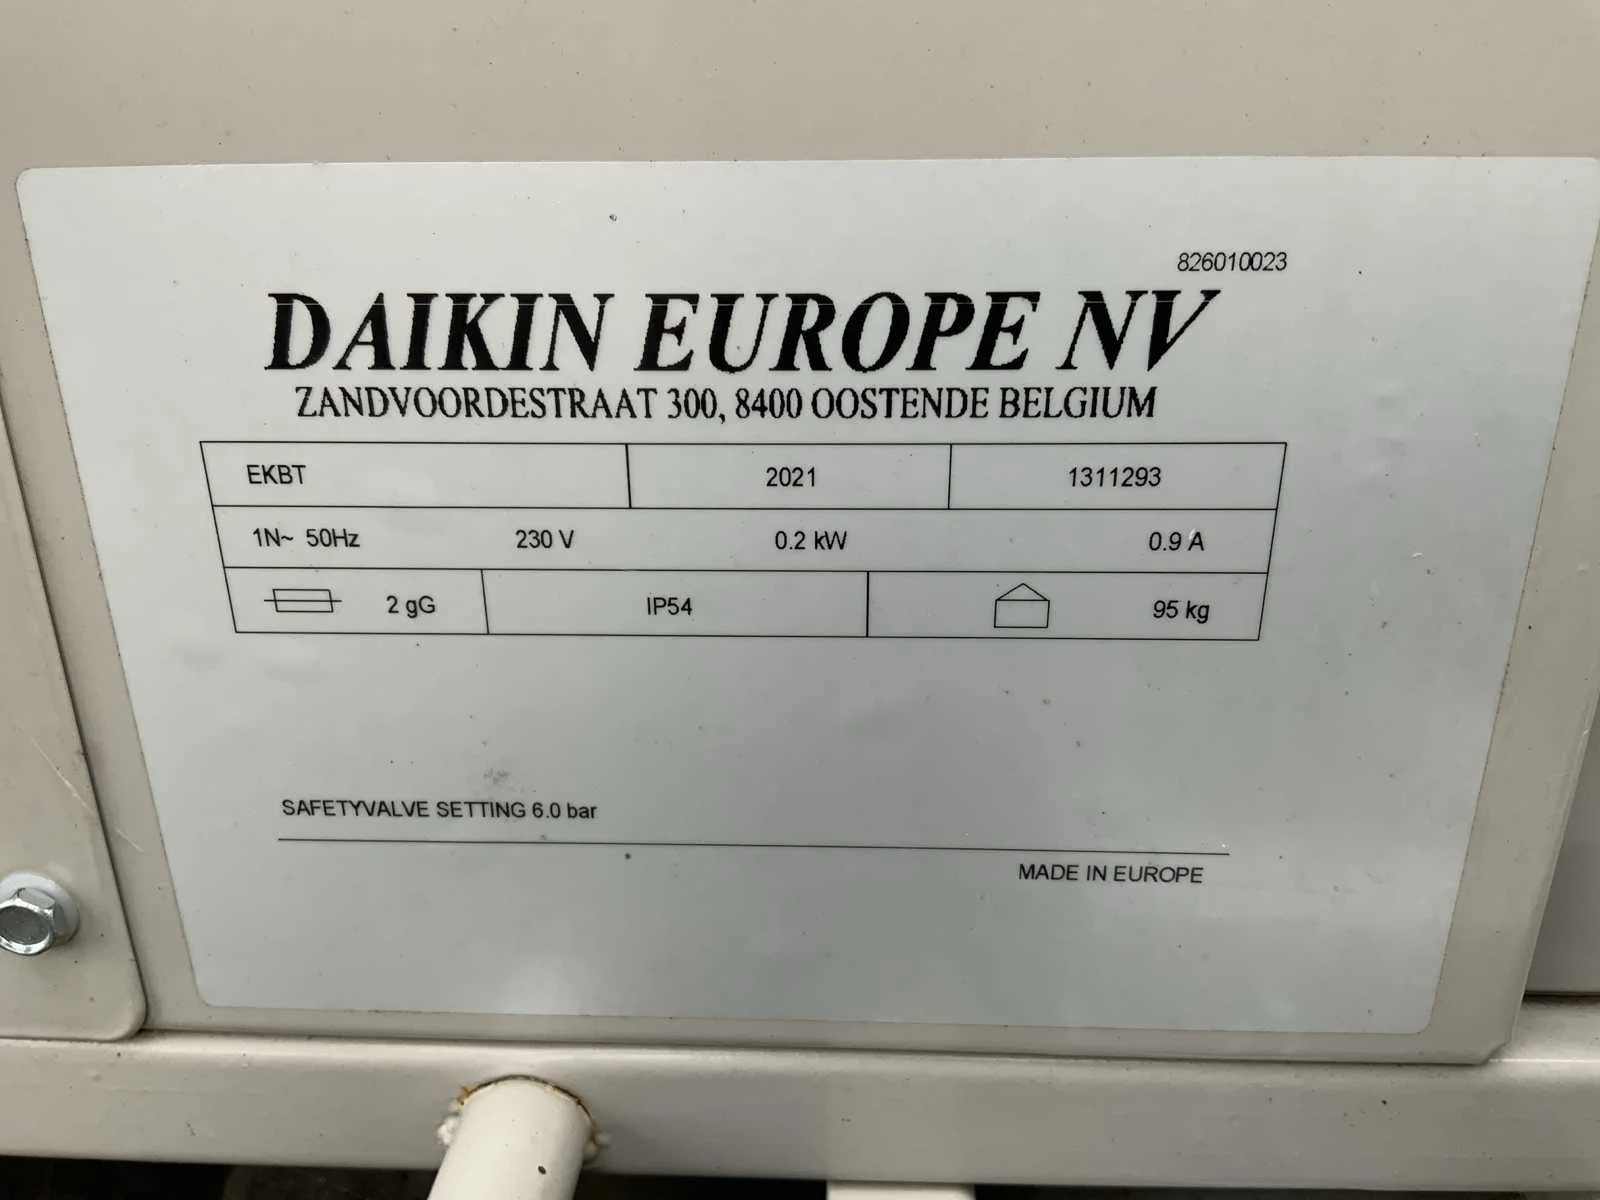 826010023
DAIKIN EUROPE NV
ZANDVOORDESTRAAT 300, 8400 OOSTENDE BELGIUM
EKBT 2021 1311293
1N~ 50Hz 230 V 0.2 kW 0.9 A
2 gG IP54 95 kg
SAFETYVALVE SETTING 6.0 bar
MADE IN EUROPE